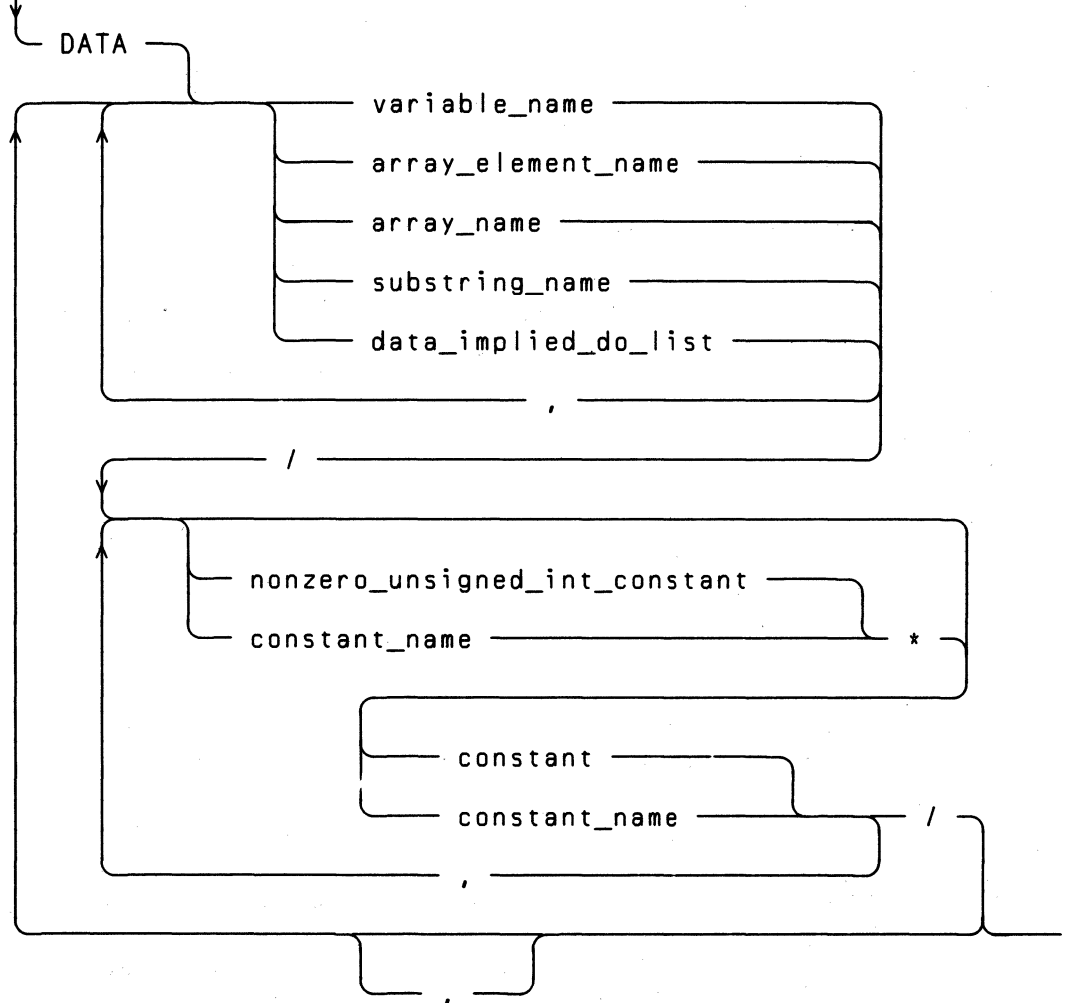 DATA
variable_name
array_element_name
array_name
substring_name
data_implied_do_list
,
/
nonzero_unsigned_int_constant
constant_name *
constant
constant_name /
,
,